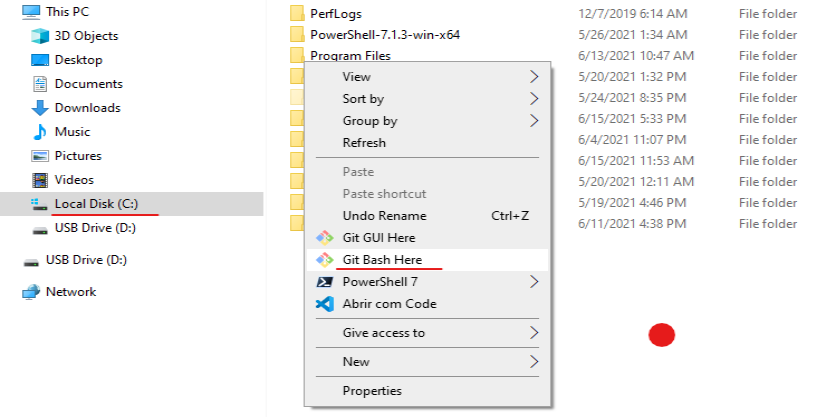 This PC
3D Objects
Desktop
Documents
Downloads
Music
Pictures
Videos
Local Disk (C:)
USB Drive (D:)
USB Drive (D:)
Network
PerfLogs 12/7/2019 6:14 AM File folder
PowerShell-7.1.3-win-x64 5/26/2021 1:34 AM File folder
Program Files 6/13/2021 10:47 AM File folder
5/20/2021 1:32 PM File folder
5/24/2021 8:35 PM File folder
6/15/2021 5:33 PM File folder
6/4/2021 11:07 PM File folder
6/15/2021 11:53 AM File folder
5/20/2021 12:11 AM File folder
5/19/2021 4:46 PM File folder
6/11/2021 4:38 PM File folder
View
Sort by
Group by
Refresh
Paste
Paste shortcut
Undo Rename Ctrl+Z
Git GUI Here
Git Bash Here
PowerShell 7
Abrir com Code
Give access to
New
Properties